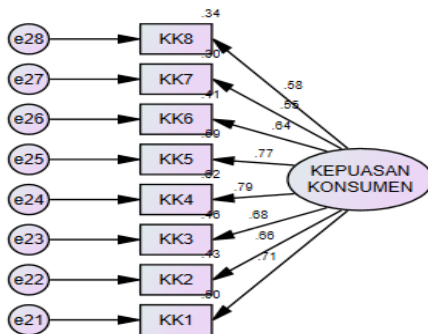 .34
e28 KK8
.30 .58
e27 KK7
.41 .55
e26 KK6 .64
.59
e25 KK5 .77
.62 KEPUASAN
KONSUMEN
e24 KK4 .79
.46 .68
e23 KK3
.43 .66
e22 KK2 .71
.50
e21 KK1